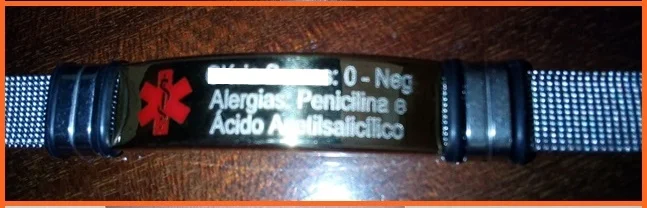 : 0 - Neg
Alergias: Penicilina e
Ácido Acetilsalicílico